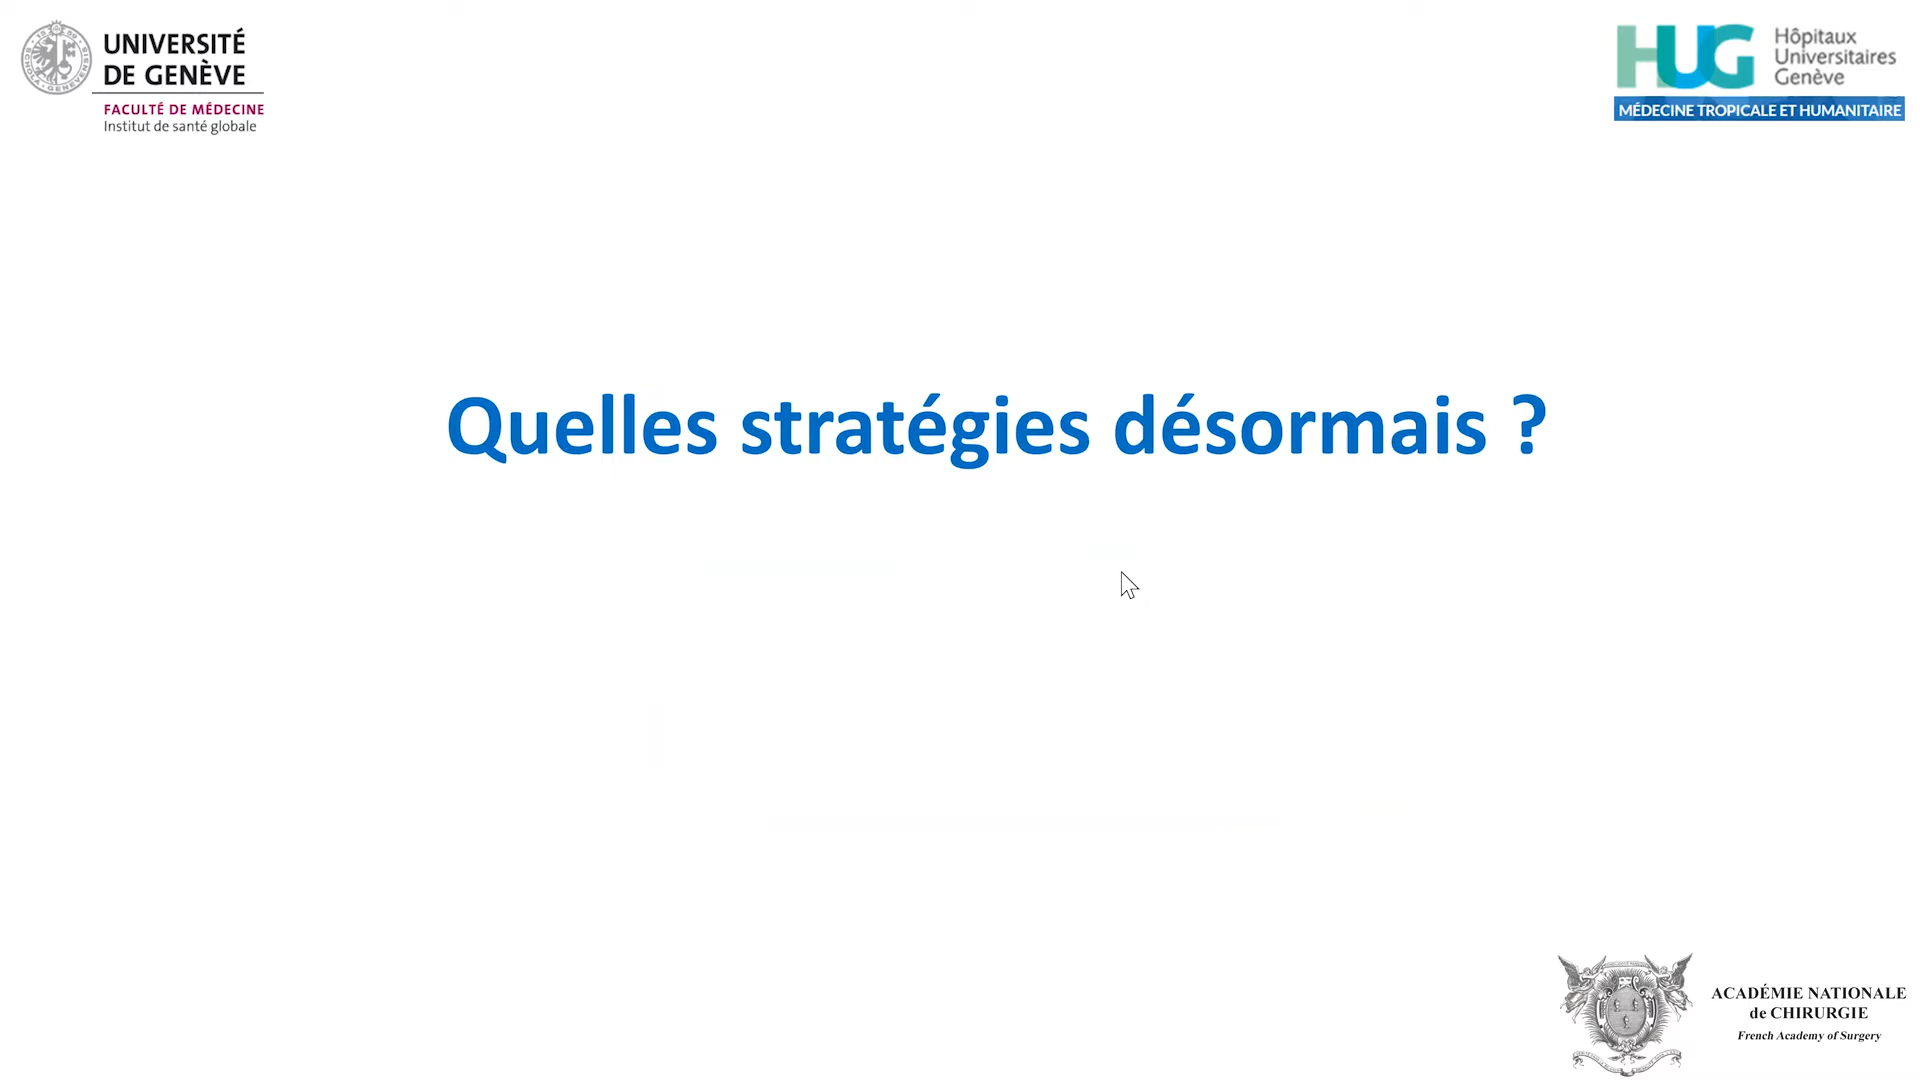 UNIVERSITÉ
DE GENÈVE
FACULTÉ DE MÉDECINE
Institut de santé globale
HUG
Hôpitaux
Universitaires
Genève
MÉDECINE TROPICALE ET HUMANITAIRE
Quelles stratégies désormais ?
ACADÉMIE NATIONALE
de CHIRURGIE
French Academy of Surgery